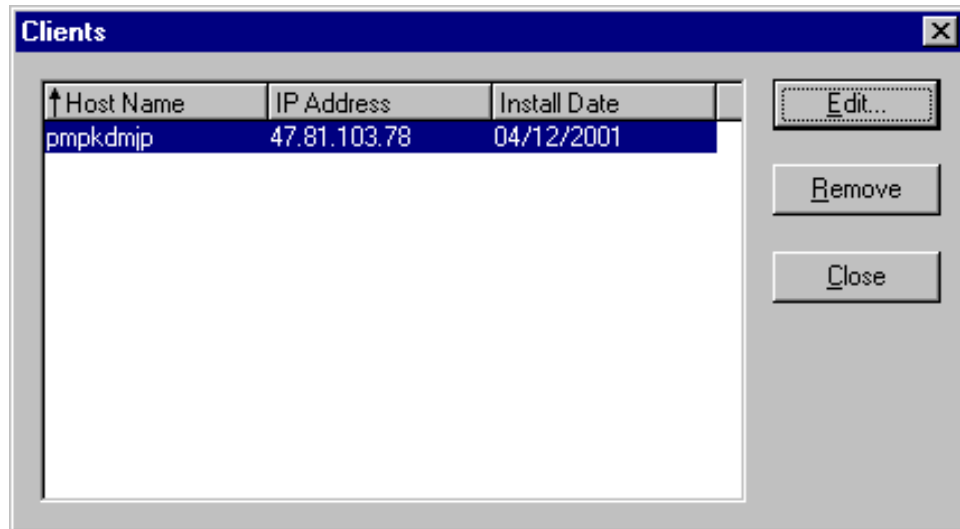 Clients
Host Name IP Address Install Date
pmpkdmjp 47.81.103.78 04/12/2001
Edit...
Remove
Close